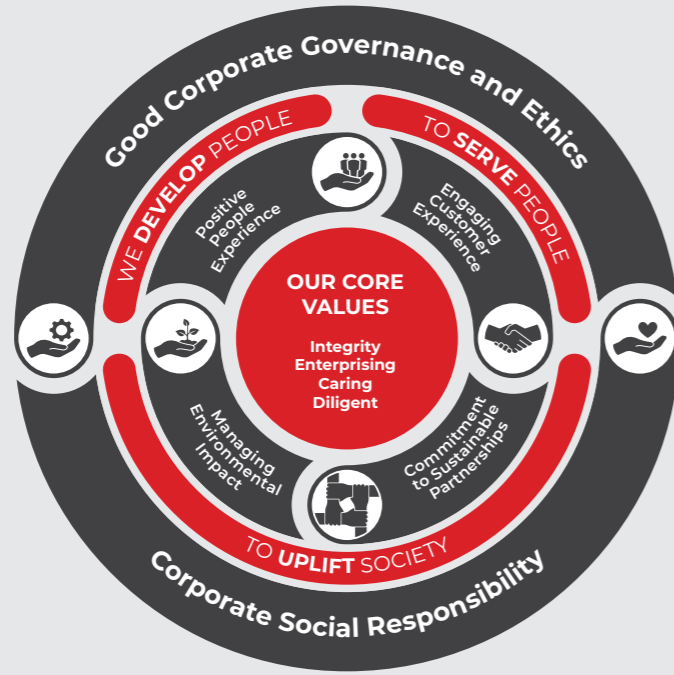 Good Corporate Governance and Ethics
WE DEVELOP PEOPLE
TO SERVE PEOPLE
Positive
People
Experience
Engaging
Customer
Experience
OUR CORE
VALUES
Integrity
Enterprising
Caring
Diligent
Managing
Environmental
Impact
Commitment
to Sustainable
Partnerships
TO UPLIFT SOCIETY
Corporate Social Responsibility